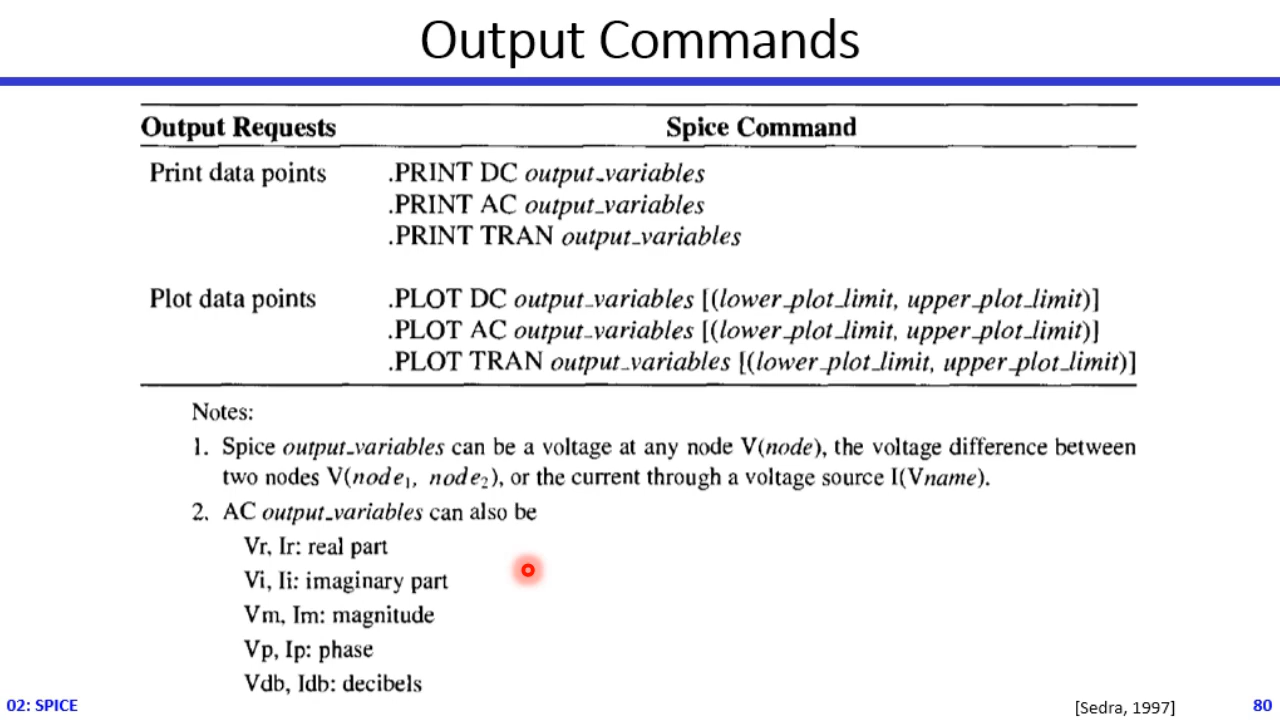 Output Commands
Output Requests Spice Command
Print data points .PRINT DC output_variables
.PRINT AC output_variables
.PRINT TRAN output_variables
Plot data points .PLOT DC output_variables [(lower_plot_limit, upper_plot_limit)]
.PLOT AC output_variables [(lower_plot_limit, upper_plot_limit)]
.PLOT TRAN output_variables [(lower_plot_limit, upper_plot_limit)]
Notes:
1. Spice output_variables can be a voltage at any node V(node), the voltage difference between
two nodes V(node₁, node₂), or the current through a voltage source I(Vname).
2. AC output_variables can also be
Vr, Ir: real part
Vi, Ii: imaginary part
Vm, Im: magnitude
Vp, Ip: phase
Vdb, Idb: decibels
02: SPICE [Sedra, 1997] 80